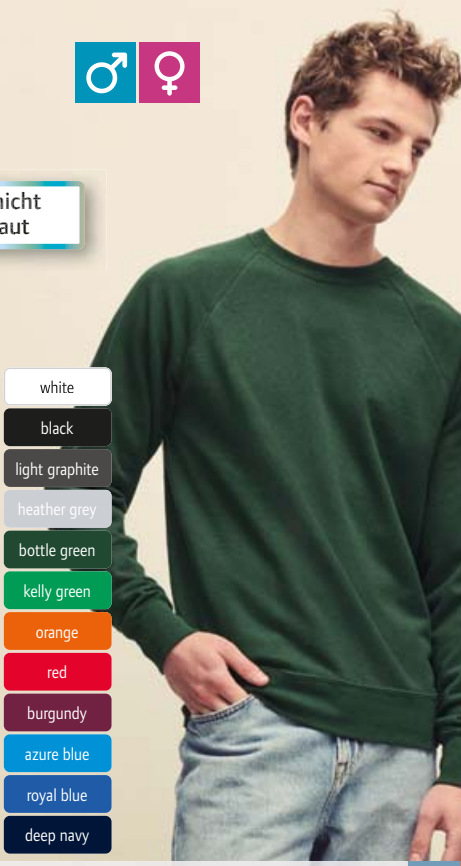 aut
white
black
light graphite
heather grey
bottle green
kelly green
orange
red
burgundy
azure blue
royal blue
deep navy